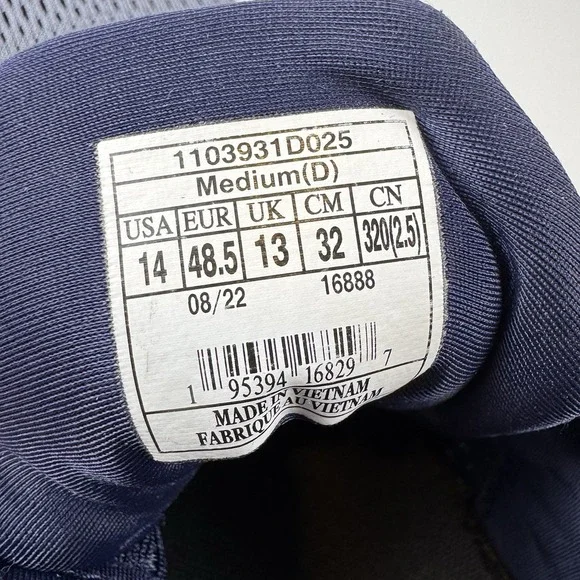 1103931D025
Medium(D)
USA EUR UK CM CN
14 48.5 13 32 320(2.5)
08/22 16888
1 95394 16829 7
MADE IN VIETNAM
FABRIQUE AU VIETNAM